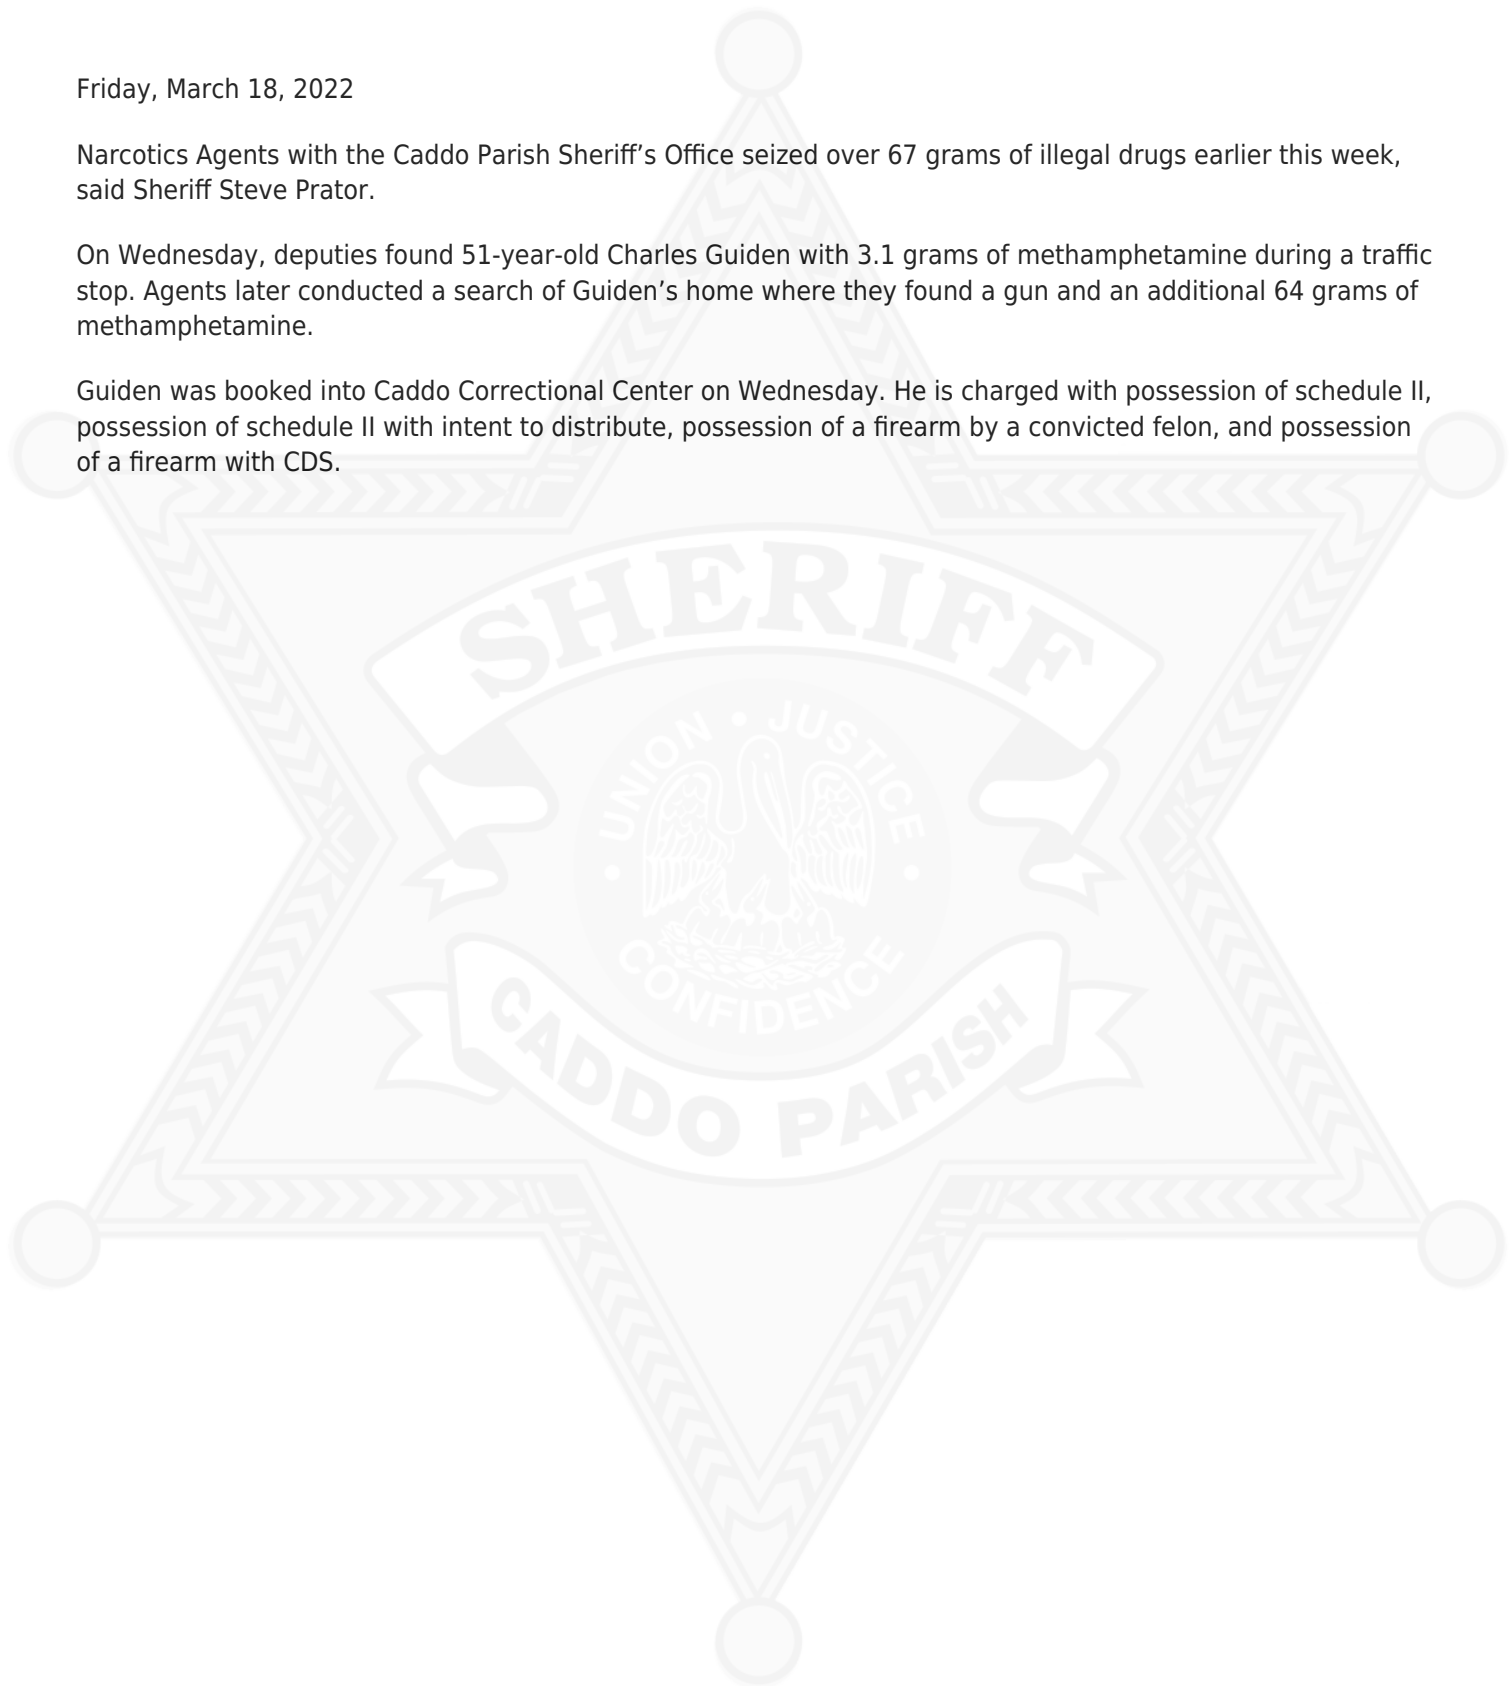 Friday, March 18, 2022
Narcotics Agents with the Caddo Parish Sheriff’s Office seized over 67 grams of illegal drugs earlier this week,
said Sheriff Steve Prator.
On Wednesday, deputies found 51-year-old Charles Guiden with 3.1 grams of methamphetamine during a traffic
stop. Agents later conducted a search of Guiden’s home where they found a gun and an additional 64 grams of
methamphetamine.
Guiden was booked into Caddo Correctional Center on Wednesday. He is charged with possession of schedule II,
possession of schedule II with intent to distribute, possession of a firearm by a convicted felon, and possession
of a firearm with CDS.
SHERIFF
UNION • JUSTICE
• CONFIDENCE •
CADDO PARISH